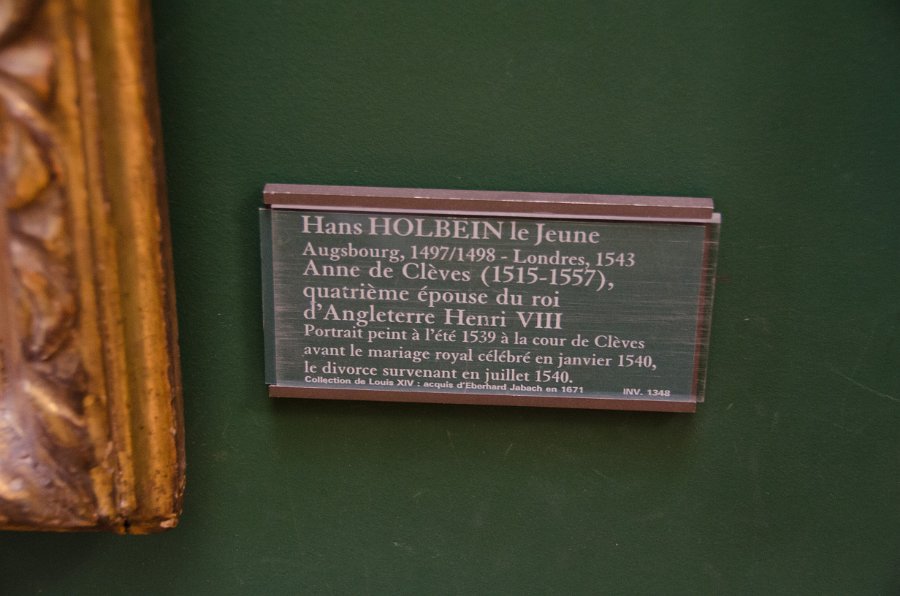 Hans HOLBEIN le Jeune
Augsbourg, 1497/1498 - Londres, 1543
Anne de Clèves (1515-1557),
quatrième épouse du roi
d'Angleterre Henri VIII
Portrait peint à l'été 1539 à la cour de Clèves
avant le mariage royal célébré en janvier 1540,
le divorce survenant en juillet 1540.
Collection de Louis XIV : acquis d'Eberhard Jabach en 1671 INV. 1348